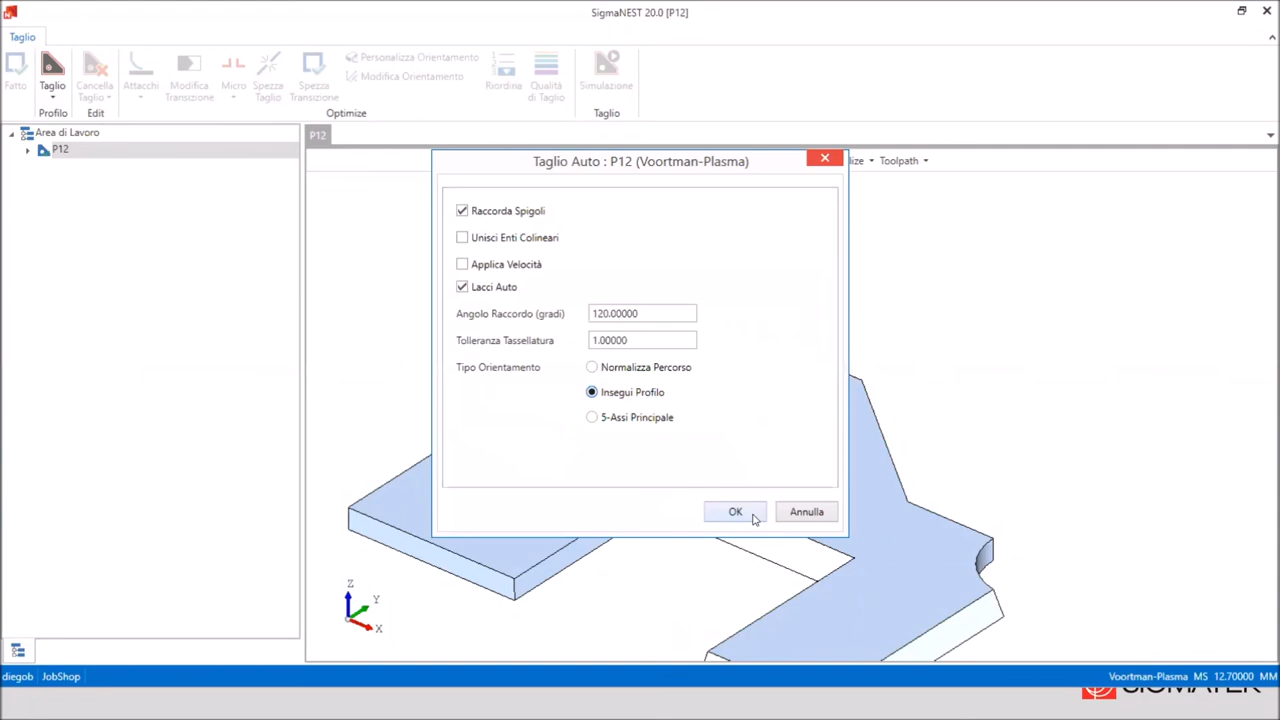 SigmaNEST 20.0 [P12]
Taglio
Fatto
Taglio
Cancella Taglio
Attacchi
Modifica Transizione
Micro
Spezza Taglio
Spezza Transizione
Personalizza Orientamento
Modifica Orientamento
Riordina
Qualità di Taglio
Simulazione
Profilo
Edit
Optimize
Taglio
Area di Lavoro
P12
P12
Taglio Auto : P12 (Voortman-Plasma)
Toolpath
Raccorda Spigoli
Unisci Enti Colineari
Applica Velocità
Lacci Auto
Angolo Raccordo (gradi) 120.00000
Tolleranza Tassellatura 1.00000
Tipo Orientamento Normalizza Percorso
Insegui Profilo
5-Assi Principale
OK Annulla
Z
Y
X
diegob JobShop Voortman-Plasma MS 12.70000 MM